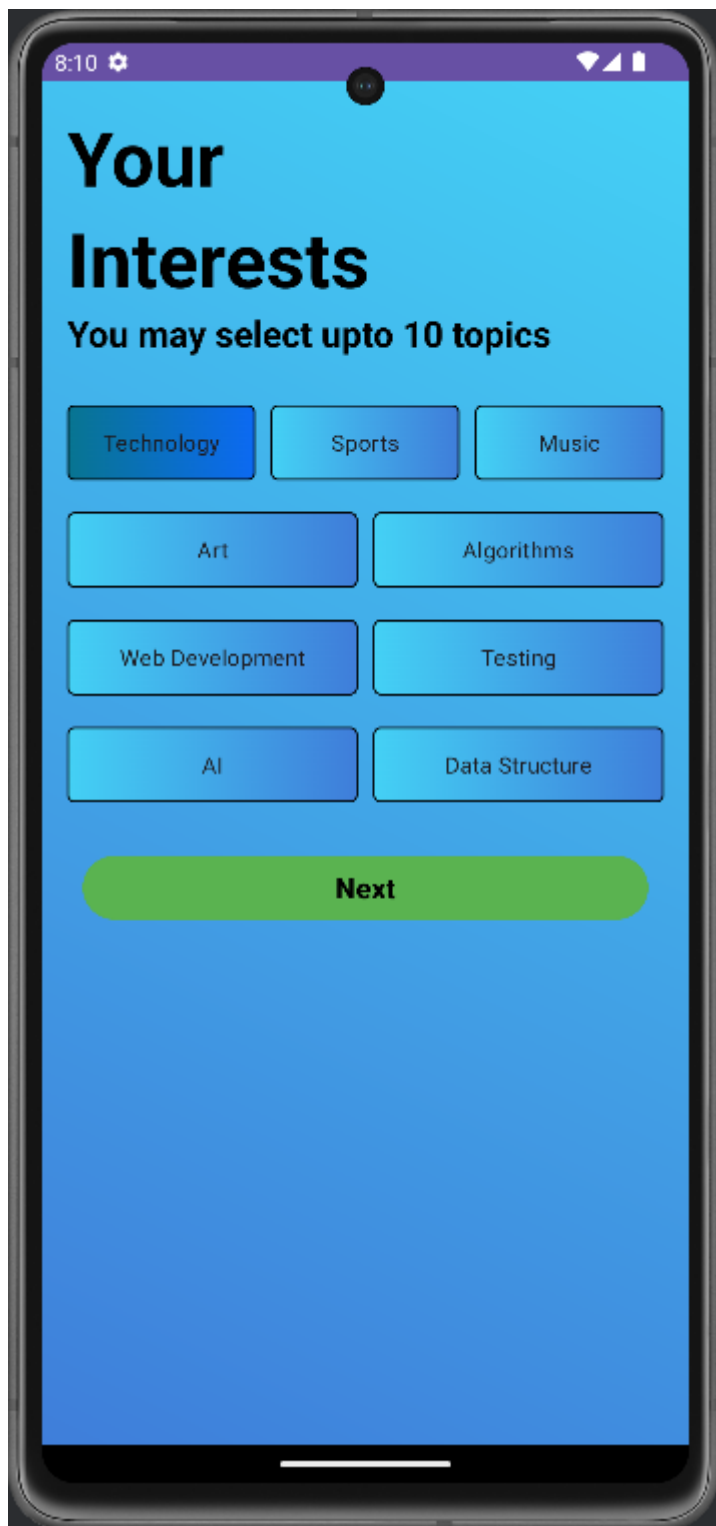 8:10
Your
Interests
You may select upto 10 topics
Technology Sports Music
Art Algorithms
Web Development Testing
AI Data Structure
Next